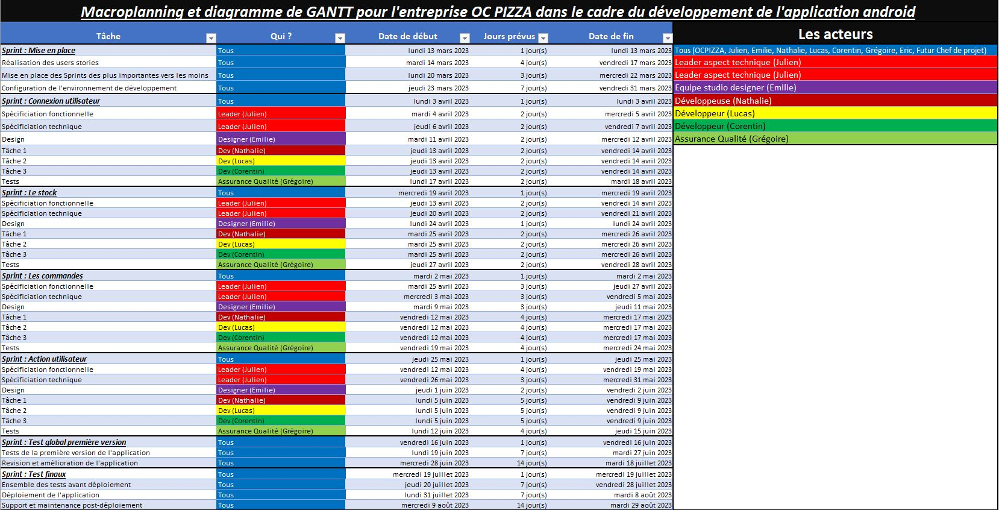 Macroplanning et diagramme de GANTT pour l'entreprise OC PIZZA dans le cadre du développement de l'application android
Tâche Qui ? Date de début Jours prévus Date de fin Les acteurs
Sprint : Mise en place Tous lundi 13 mars 2023 1 jour(s) lundi 13 mars 2023 Tous (OCPIZZA, Julien, Emilie, Nathalie, Lucas, Corentin, Grégoire, Eric, Futur Chef de projet)
Réalisation des users stories Tous mardi 14 mars 2023 4 jour(s) vendredi 17 mars 2023 Leader aspect technique (Julien)
Mise en place des Sprints des plus importantes vers les moins Tous lundi 20 mars 2023 3 jour(s) mercredi 22 mars 2023 Leader aspect technique (Julien)
Configuration de l'environnement de développement Tous jeudi 23 mars 2023 7 jour(s) vendredi 31 mars 2023 Equipe studio designer (Emilie)
Sprint : Connexion utilisateur Tous lundi 3 avril 2023 1 jour(s) lundi 3 avril 2023 Développeuse (Nathalie)
Spécificiation fonctionnelle Leader (Julien) mardi 4 avril 2023 2 jour(s) mercredi 5 avril 2023 Développeur (Lucas)
Spécificiation technique Leader (Julien) jeudi 6 avril 2023 2 jour(s) vendredi 7 avril 2023 Développeur (Corentin)
Design Designer (Emilie) mardi 11 avril 2023 2 jour(s) mercredi 12 avril 2023 Assurance Qualité (Grégoire)
Tâche 1 Dev (Nathalie) jeudi 13 avril 2023 2 jour(s) vendredi 14 avril 2023
Tâche 2 Dev (Lucas) jeudi 13 avril 2023 2 jour(s) vendredi 14 avril 2023
Tâche 3 Dev (Corentin) jeudi 13 avril 2023 2 jour(s) vendredi 14 avril 2023
Tests Assurance Qualité (Grégoire) lundi 17 avril 2023 2 jour(s) mardi 18 avril 2023
Sprint : Le stock Tous mercredi 19 avril 2023 1 jour(s) mercredi 19 avril 2023
Spécificiation fonctionnelle Leader (Julien) jeudi 13 avril 2023 2 jour(s) vendredi 14 avril 2023
Spécificiation technique Leader (Julien) jeudi 20 avril 2023 2 jour(s) vendredi 21 avril 2023
Design Designer (Emilie) lundi 24 avril 2023 1 jour(s) lundi 24 avril 2023
Tâche 1 Dev (Nathalie) mardi 25 avril 2023 2 jour(s) mercredi 26 avril 2023
Tâche 2 Dev (Lucas) mardi 25 avril 2023 2 jour(s) mercredi 26 avril 2023
Tâche 3 Dev (Corentin) mardi 25 avril 2023 2 jour(s) mercredi 26 avril 2023
Tests Assurance Qualité (Grégoire) jeudi 27 avril 2023 2 jour(s) vendredi 28 avril 2023
Sprint : Les commandes Tous mardi 2 mai 2023 1 jour(s) mardi 2 mai 2023
Spécificiation fonctionnelle Leader (Julien) mardi 25 avril 2023 3 jour(s) jeudi 27 avril 2023
Spécificiation technique Leader (Julien) mercredi 3 mai 2023 3 jour(s) vendredi 5 mai 2023
Design Designer (Emilie) mardi 9 mai 2023 3 jour(s) jeudi 11 mai 2023
Tâche 1 Dev (Nathalie) vendredi 12 mai 2023 4 jour(s) mercredi 17 mai 2023
Tâche 2 Dev (Lucas) vendredi 12 mai 2023 4 jour(s) mercredi 17 mai 2023
Tâche 3 Dev (Corentin) vendredi 12 mai 2023 4 jour(s) mercredi 17 mai 2023
Tests Assurance Qualité (Grégoire) vendredi 19 mai 2023 4 jour(s) mercredi 24 mai 2023
Sprint : Action utilisateur Tous jeudi 25 mai 2023 1 jour(s) jeudi 25 mai 2023
Spécificiation fonctionnelle Leader (Julien) vendredi 12 mai 2023 4 jour(s) vendredi 19 mai 2023
Spécificiation technique Leader (Julien) vendredi 26 mai 2023 3 jour(s) mercredi 31 mai 2023
Design Designer (Emilie) jeudi 1 juin 2023 2 jour(s) vendredi 2 juin 2023
Tâche 1 Dev (Nathalie) lundi 5 juin 2023 5 jour(s) vendredi 9 juin 2023
Tâche 2 Dev (Lucas) lundi 5 juin 2023 5 jour(s) vendredi 9 juin 2023
Tâche 3 Dev (Corentin) lundi 5 juin 2023 5 jour(s) vendredi 9 juin 2023
Tests Assurance Qualité (Grégoire) lundi 12 juin 2023 4 jour(s) jeudi 15 juin 2023
Sprint : Test global première version Tous vendredi 16 juin 2023 1 jour(s) vendredi 16 juin 2023
Tests de la première version de l'application Tous lundi 19 juin 2023 7 jour(s) mardi 27 juin 2023
Revision et amélioration de l'application Tous mercredi 28 juin 2023 14 jour(s) mardi 18 juillet 2023
Sprint : Test finaux Tous mercredi 19 juillet 2023 1 jour(s) mercredi 19 juillet 2023
Ensemble des tests avant déploiement Tous jeudi 20 juillet 2023 7 jour(s) vendredi 28 juillet 2023
Déploiement de l'application Tous lundi 31 juillet 2023 7 jour(s) mardi 8 août 2023
Support et maintenance post-déploiement Tous mercredi 9 août 2023 14 jour(s) mardi 29 août 2023